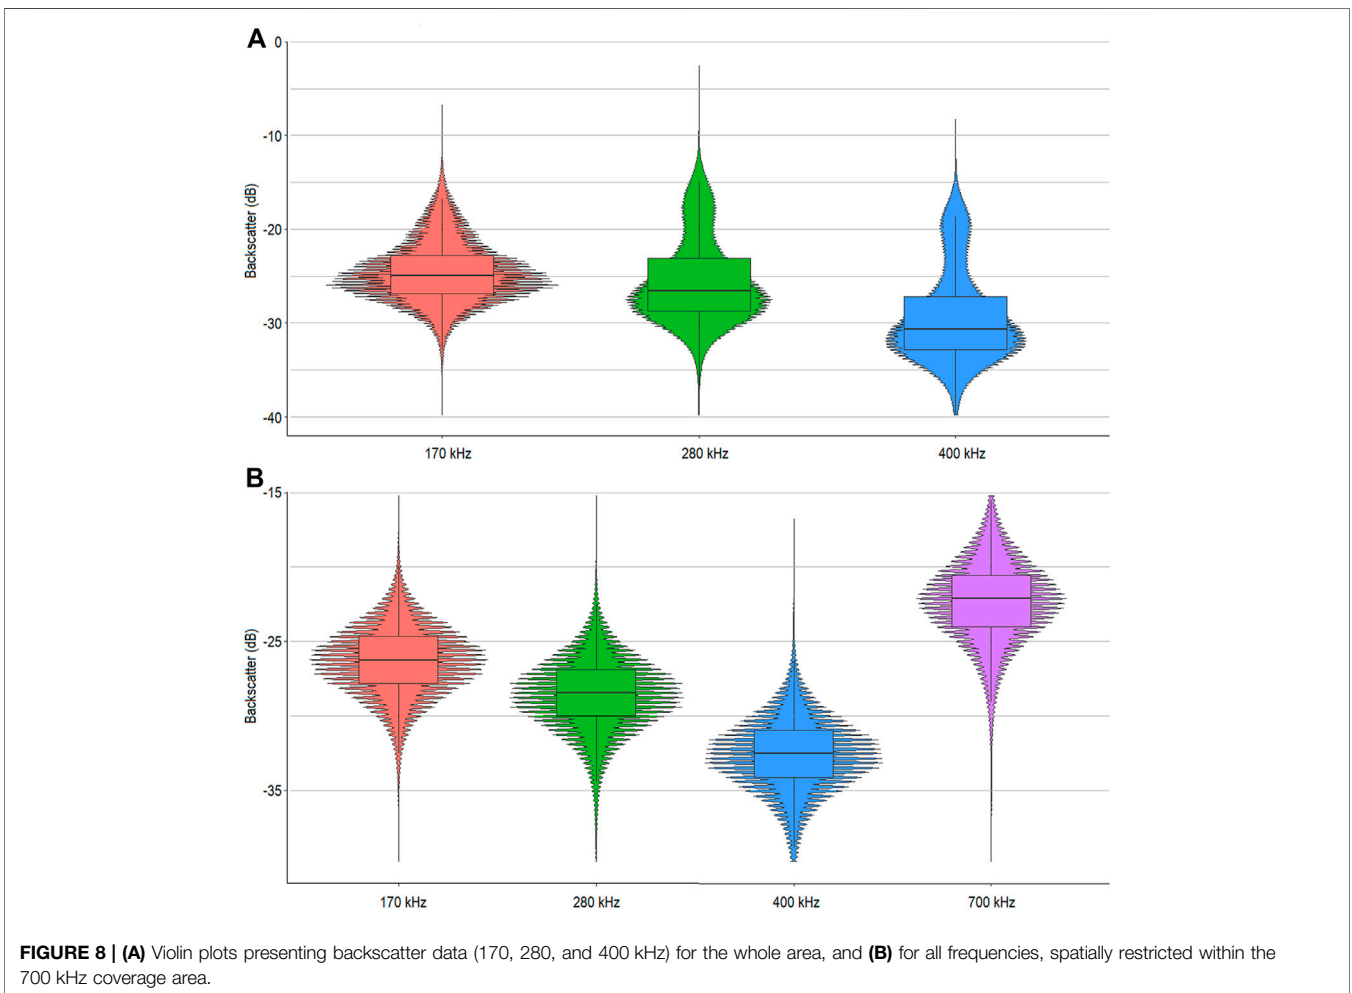 A
0
-10
-20
-30
-40
Backscatter (dB)
170 kHz
280 kHz
400 kHz
B
-15
-25
-35
Backscatter (dB)
170 kHz
280 kHz
400 kHz
700 kHz
FIGURE 8 | (A) Violin plots presenting backscatter data (170, 280, and 400 kHz) for the whole area, and (B) for all frequencies, spatially restricted within the
700 kHz coverage area.